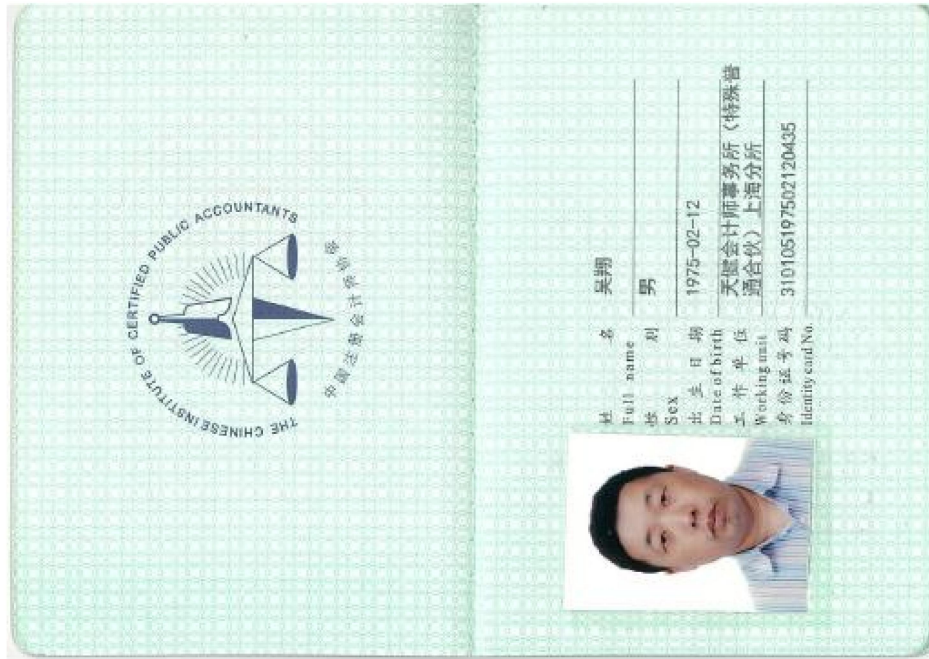 THE CHINESE INSTITUTE OF CERTIFIED PUBLIC ACCOUNTANTS
中国注册会计师协会
姓 名 吴翔
Full name
性 别 男
Sex
出 生 日 期 1975-02-12
Date of birth
工 作 单 位 天健会计师事务所（特殊普
Working unit 通合伙）上海分所
身份证号码 310105197502120435
Identity card No.